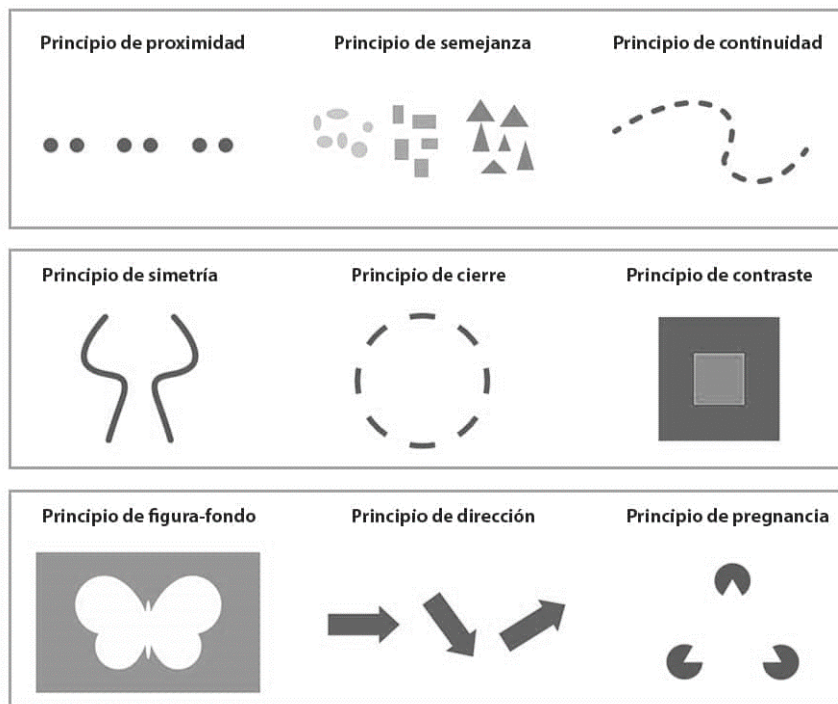 Principio de proximidad
Principio de semejanza
Principio de continuidad
Principio de simetría
Principio de cierre
Principio de contraste
Principio de figura-fondo
Principio de dirección
Principio de pregnancia